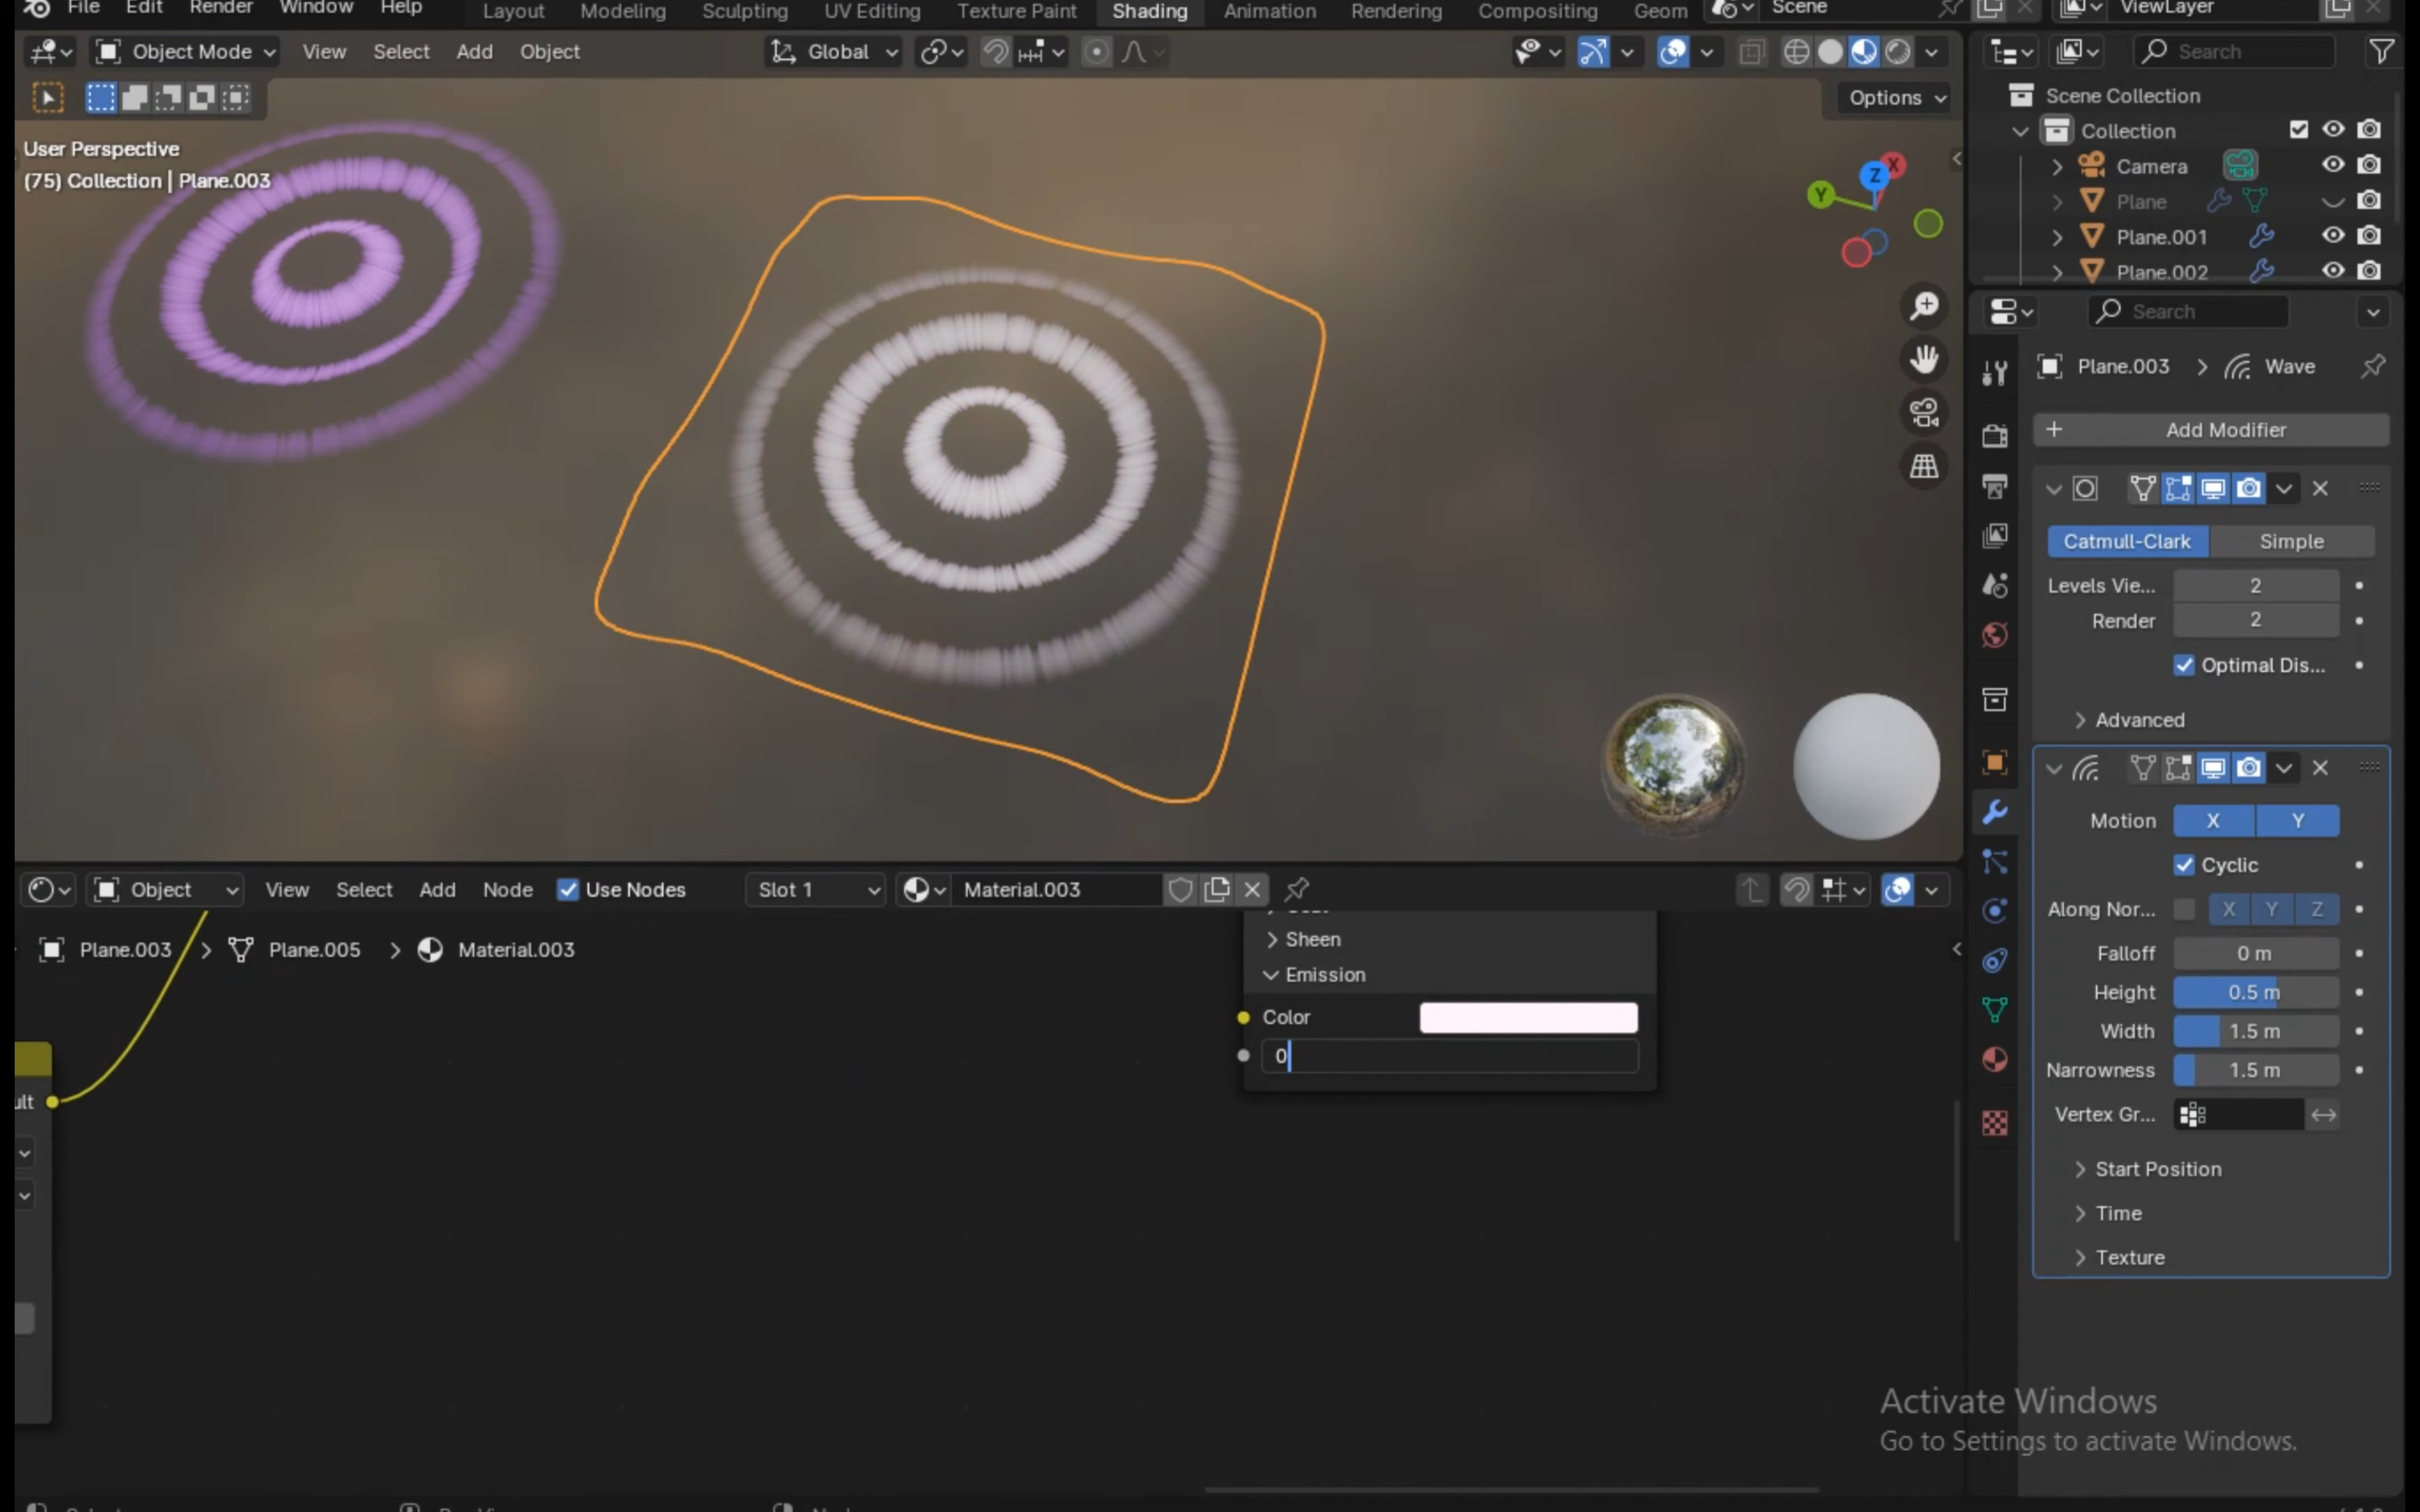 File Edit Render Window Help Layout Modeling Sculpting UV Editing Texture Paint Shading Animation Rendering Compositing Geom Scene ViewLayer
Object Mode View Select Add Object Global
Search
Options
User Perspective
(75) Collection | Plane.003
X
Y
Z
Scene Collection
Collection
Camera
Plane
Plane.001
Plane.002
Search
Plane.003 > Wave
+ Add Modifier
Catmull-Clark Simple
Levels Vie... 2
Render 2
Optimal Dis...
Advanced
Motion X Y
Cyclic
Along Nor... X Y Z
Falloff 0 m
Height 0.5 m
Width 1.5 m
Narrowness 1.5 m
Vertex Gr...
Start Position
Time
Texture
Object View Select Add Node Use Nodes Slot 1 Material.003
Plane.003 > Plane.005 > Material.003
Sheen
Emission
Color
0
ult
Activate Windows
Go to Settings to activate Windows.